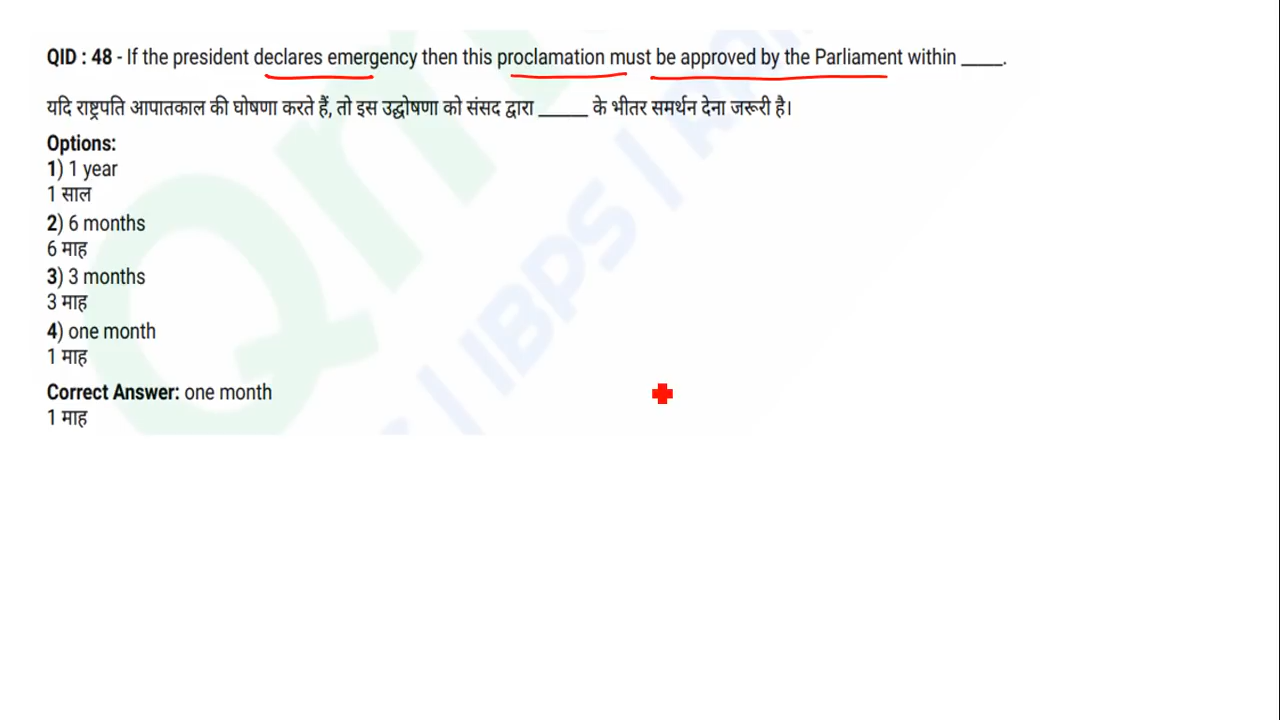 QID : 48 - If the president declares emergency then this proclamation must be approved by the Parliament within ____.
यदि राष्ट्रपति आपातकाल की घोषणा करते हैं, तो इस उद्घोषणा को संसद द्वारा _____ के भीतर समर्थन देना जरूरी है।
Options:
1) 1 year
1 साल
2) 6 months
6 माह
3) 3 months
3 माह
4) one month
1 माह
Correct Answer: one month
1 माह
| IBPS |